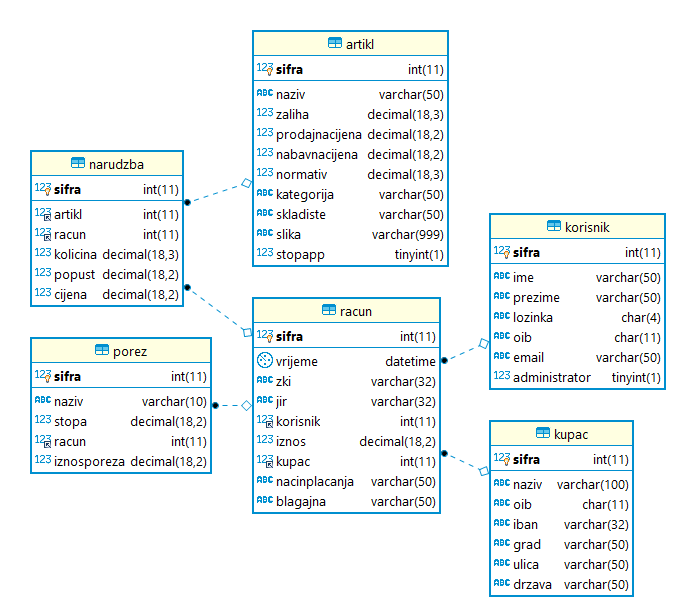 artikl
123 sifra int(11)
ABC naziv varchar(50)
123 zaliha decimal(18,3)
123 prodajnacijena decimal(18,2)
123 nabavnacijena decimal(18,2)
123 normativ decimal(18,3)
ABC kategorija varchar(50)
ABC skladiste varchar(50)
ABC slika varchar(999)
123 stopapp tinyint(1)
narudzba
123 sifra int(11)
123 artikl int(11)
123 racun int(11)
123 kolicina decimal(18,3)
123 popust decimal(18,2)
123 cijena decimal(18,2)
korisnik
123 sifra int(11)
ABC ime varchar(50)
ABC prezime varchar(50)
ABC lozinka char(4)
ABC oib char(11)
ABC email varchar(50)
123 administrator tinyint(1)
racun
123 sifra int(11)
vrijeme datetime
ABC zki varchar(32)
ABC jir varchar(32)
123 korisnik int(11)
123 iznos decimal(18,2)
123 kupac int(11)
ABC nacinplacanja varchar(50)
ABC blagajna varchar(50)
porez
123 sifra int(11)
ABC naziv varchar(10)
123 stopa decimal(18,2)
123 racun int(11)
123 iznosporeza decimal(18,2)
kupac
123 sifra int(11)
ABC naziv varchar(100)
ABC oib char(11)
ABC iban varchar(32)
ABC grad varchar(50)
ABC ulica varchar(50)
ABC drzava varchar(50)